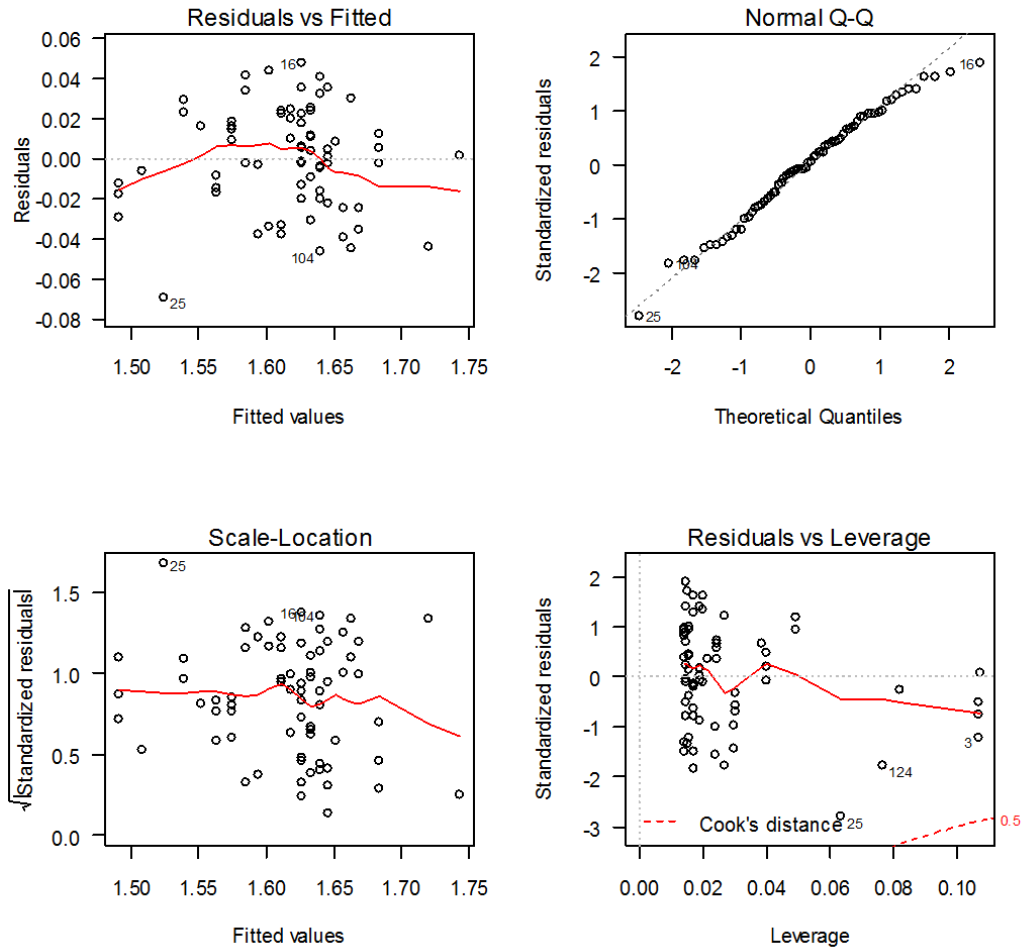 Residuals vs Fitted
Residuals
0.06
0.04
0.02
0.00
-0.02
-0.04
-0.06
-0.08
16
104
25
1.50 1.55 1.60 1.65 1.70 1.75
Fitted values
Normal Q-Q
Standardized residuals
2
1
0
-1
-2
16
104
25
-2 -1 0 1 2
Theoretical Quantiles
Scale-Location
√|Standardized residuals|
1.5
1.0
0.5
0.0
25
16
104
1.50 1.55 1.60 1.65 1.70 1.75
Fitted values
Residuals vs Leverage
Standardized residuals
2
1
0
-1
-2
-3
3
124
25
Cook's distance
0.5
0.00 0.02 0.04 0.06 0.08 0.10
Leverage